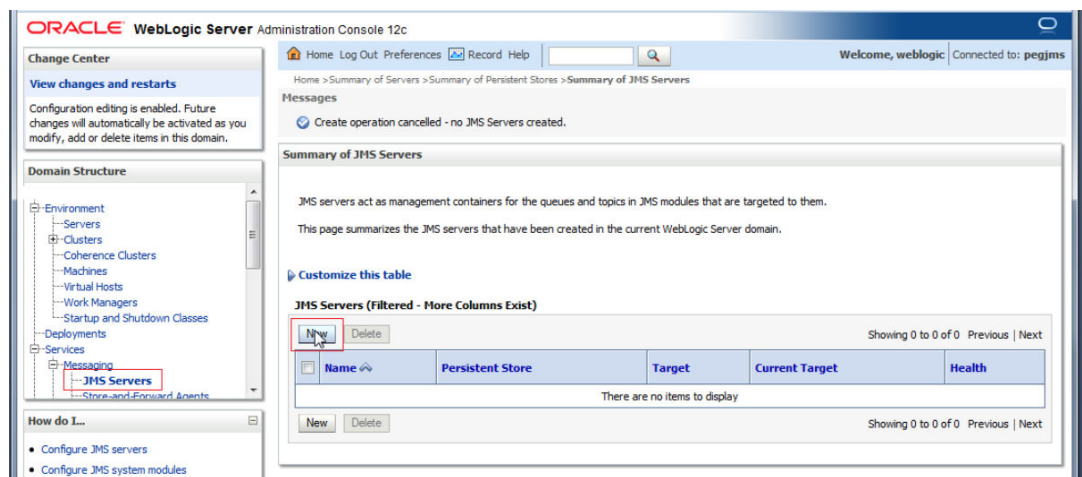 ORACLE WebLogic Server Administration Console 12c
Change Center
View changes and restarts
Configuration editing is enabled. Future
changes will automatically be activated as you
modify, add or delete items in this domain.
Domain Structure
Environment
Servers
Clusters
Coherence Clusters
Machines
Virtual Hosts
Work Managers
Startup and Shutdown Classes
Deployments
Services
Messaging
JMS Servers
Store-and-Forward Agents
How do I...
• Configure JMS servers
• Configure JMS system modules
Home Log Out Preferences Record Help
Welcome, weblogic Connected to: pegjms
Home >Summary of Servers >Summary of Persistent Stores >Summary of JMS Servers
Messages
Create operation cancelled - no JMS Servers created.
Summary of JMS Servers
JMS servers act as management containers for the queues and topics in JMS modules that are targeted to them.
This page summarizes the JMS servers that have been created in the current WebLogic Server domain.
Customize this table
JMS Servers (Filtered - More Columns Exist)
New Delete Showing 0 to 0 of 0 Previous | Next
Name Persistent Store Target Current Target Health
There are no items to display
New Delete Showing 0 to 0 of 0 Previous | Next